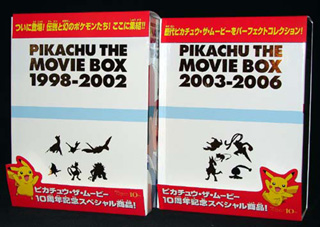 ついに登場!伝説と幻のポケモンたち!ここに集結!!
PIKACHU THE
MOVIE BOX
1998-2002
ピカチュウ・ザ・ムービー
10周年記念スペシャル商品!
歴代ピカチュウ・ザ・ムービーをパーフェクトコレクション!
PIKACHU THE
MOVIE BOX
2003-2006
ピカチュウ・ザ・ムービー
10周年記念スペシャル商品!